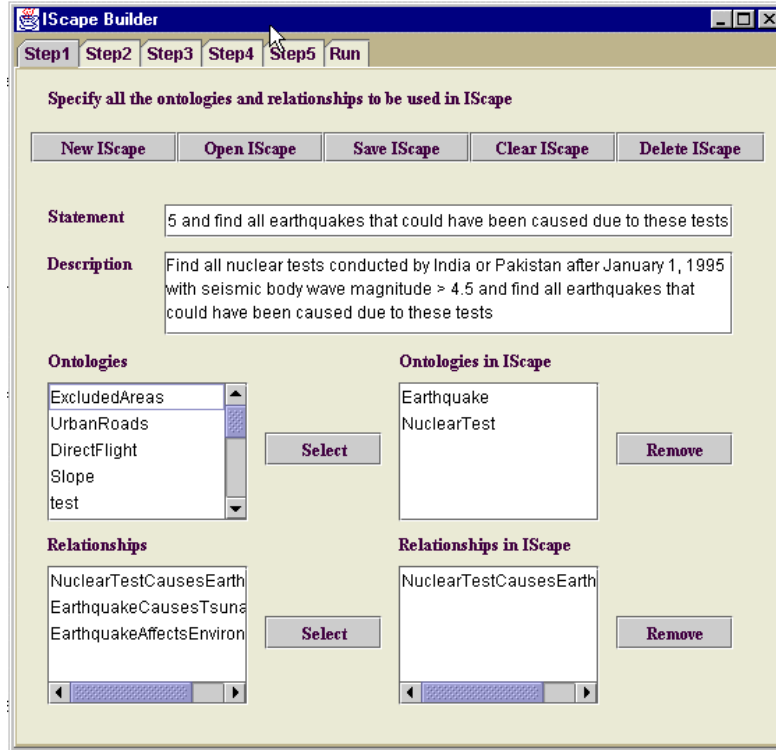 IScape Builder
Step1 Step2 Step3 Step4 Step5 Run
Specify all the ontologies and relationships to be used in IScape
New IScape Open IScape Save IScape Clear IScape Delete IScape
Statement 5 and find all earthquakes that could have been caused due to these tests
Description Find all nuclear tests conducted by India or Pakistan after January 1, 1995
with seismic body wave magnitude > 4.5 and find all earthquakes that
could have been caused due to these tests
Ontologies Ontologies in IScape
ExcludedAreas Earthquake
UrbanRoads NuclearTest
DirectFlight Select Remove
Slope
test
Relationships Relationships in IScape
NuclearTestCausesEarth NuclearTestCausesEarth
EarthquakeCausesTsuna
EarthquakeAffectsEnviron Select Remove